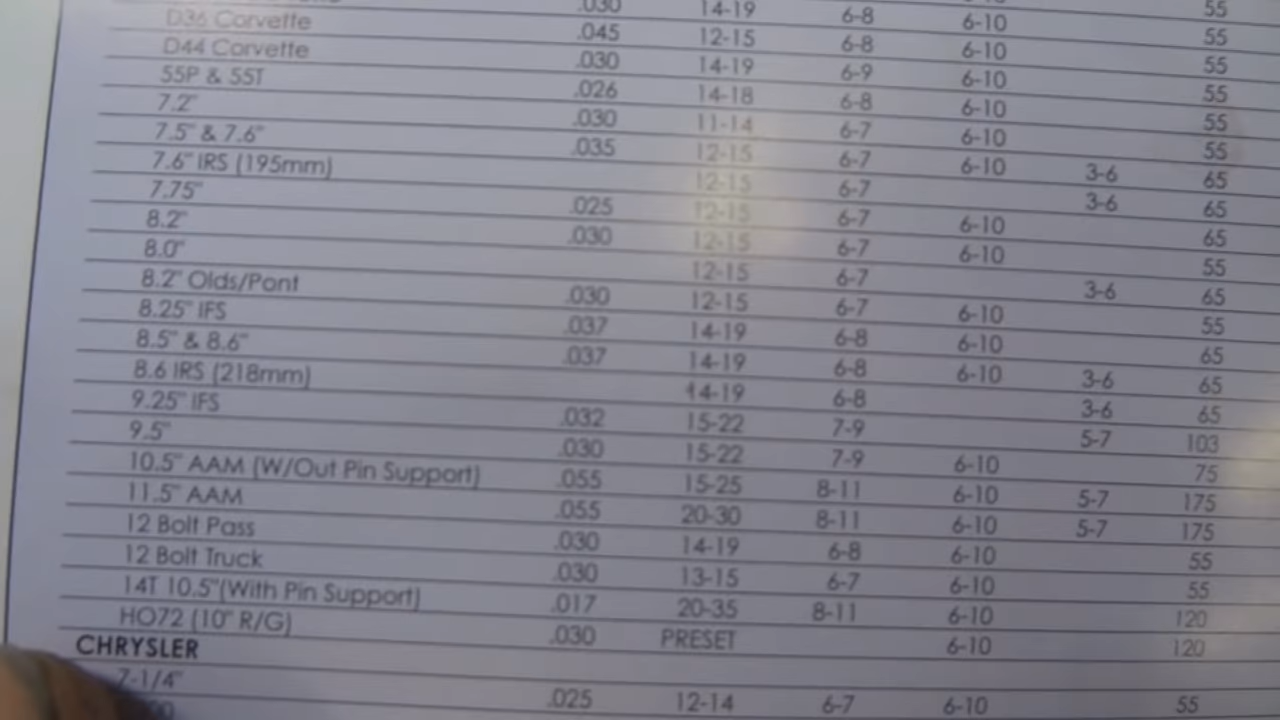 55
.030 14-19 6-8 6-10 55
D36 Corvette .045 12-15 6-8 6-10 55
D44 Corvette .030 14-19 6-9 6-10 55
55P & 55T .026 14-18 6-8 6-10 55
7.2" .030 11-14 6-7 6-10 55
7.5" & 7.6" .035 12-15 6-7 6-10 3-6 65
7.6" IRS (195mm) 12-15 6-7 3-6 65
7.75" .025 12-15 6-7 6-10 65
8.2" .030 12-15 6-7 6-10 55
8.0" 12-15 6-7 3-6 65
8.2" Olds/Pont .030 12-15 6-7 6-10 55
8.25" IFS .037 14-19 6-8 6-10 65
8.5" & 8.6" .037 14-19 6-8 6-10 3-6 65
8.6 IRS (218mm) 14-19 6-8 3-6 65
9.25" IFS .032 15-22 7-9 5-7 103
9.5" .030 15-22 7-9 6-10 75
10.5" AAM (W/Out Pin Support) .055 15-25 8-11 6-10 5-7 175
11.5" AAM .055 20-30 8-11 6-10 5-7 175
12 Bolt Pass .030 14-19 6-8 6-10 55
12 Bolt Truck .030 13-15 6-7 6-10 55
14T 10.5"(With Pin Support) .017 20-35 8-11 6-10 120
HO72 (10" R/G) .030 PRESET 6-10 120
CHRYSLER
7-1/4" .025 12-14 6-7 6-10 55